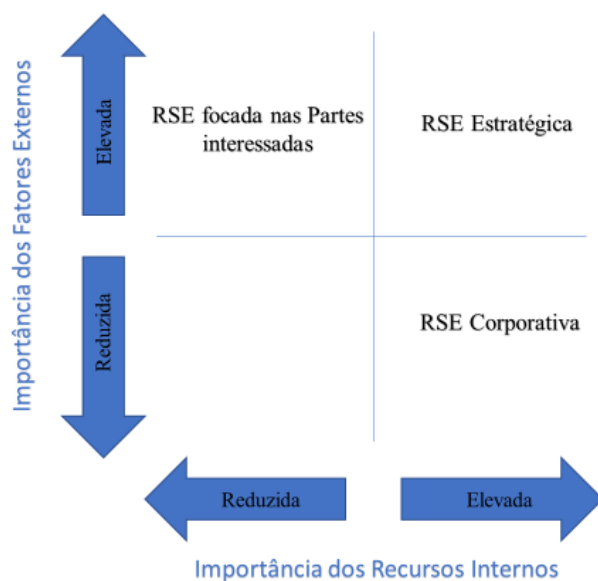 Importância dos Fatores Externos
Elevada
Reduzida
RSE focada nas Partes
interessadas
RSE Estratégica
RSE Corporativa
Reduzida
Elevada
Importância dos Recursos Internos